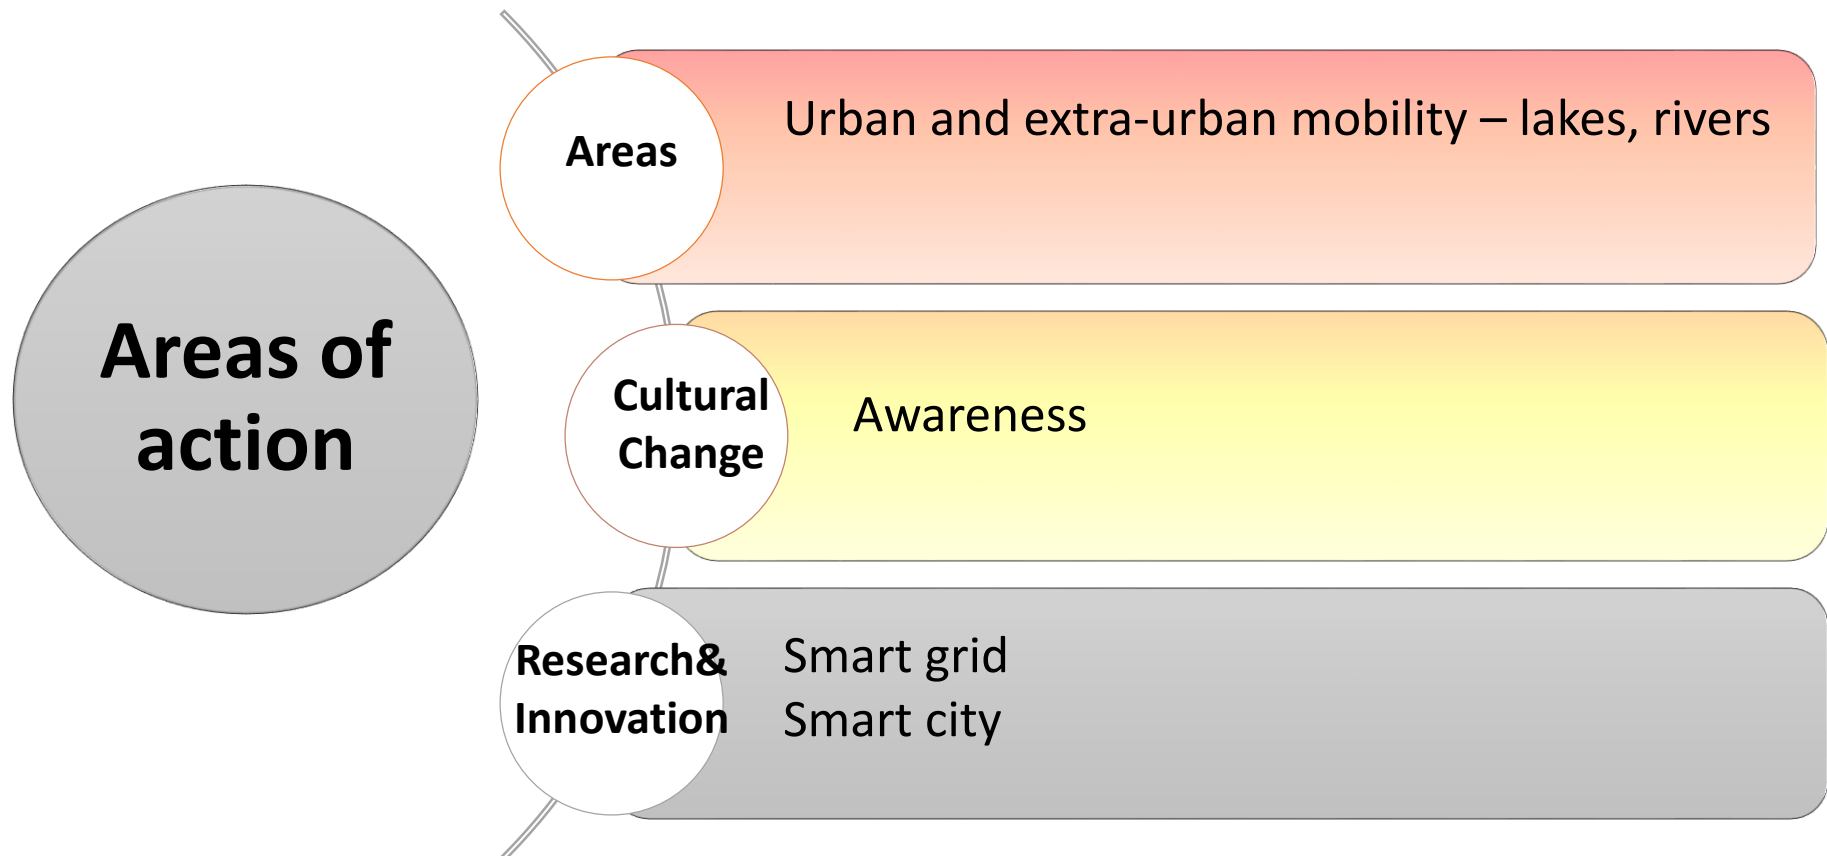 Areas of
action
Areas
Urban and extra-urban mobility – lakes, rivers
Cultural
Change
Awareness
Research&
Innovation
Smart grid
Smart city